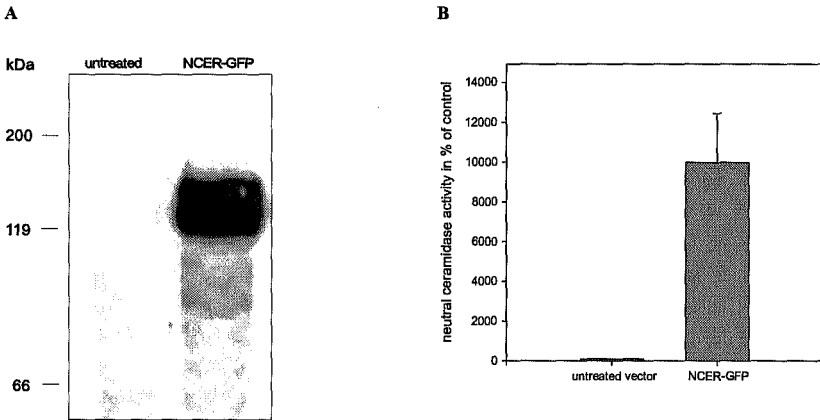 A
kDa
untreated NCER-GFP
200
119
66
B
neutral ceramidase activity in % of control
14000
12000
10000
8000
6000
4000
2000
0
untreated vector NCER-GFP